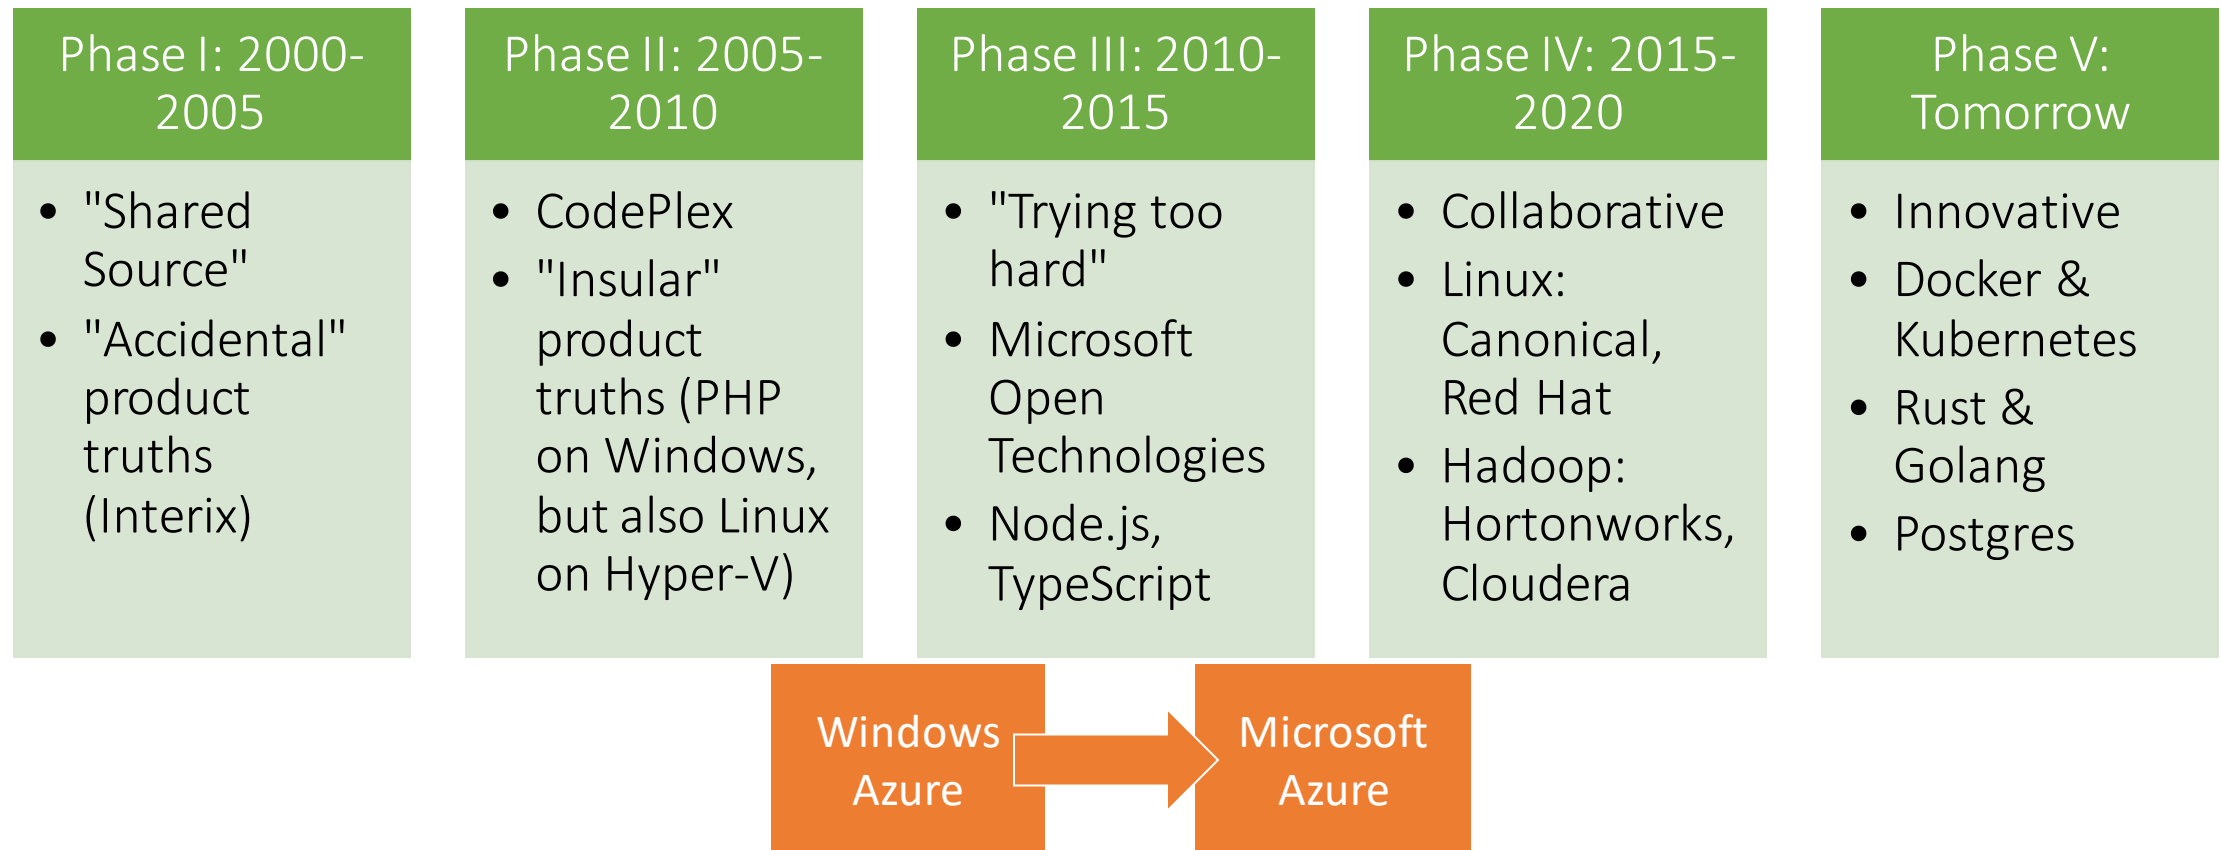 Phase I: 2000-
2005
• "Shared
Source"
• "Accidental"
product
truths
(Interix)
Phase II: 2005-
2010
• CodePlex
• "Insular"
product
truths (PHP
on Windows,
but also Linux
on Hyper-V)
Phase III: 2010-
2015
• "Trying too
hard"
• Microsoft
Open
Technologies
• Node.js,
TypeScript
Phase IV: 2015-
2020
• Collaborative
• Linux:
Canonical,
Red Hat
• Hadoop:
Hortonworks,
Cloudera
Phase V:
Tomorrow
• Innovative
• Docker &
Kubernetes
• Rust &
Golang
• Postgres
Windows
Azure
Microsoft
Azure